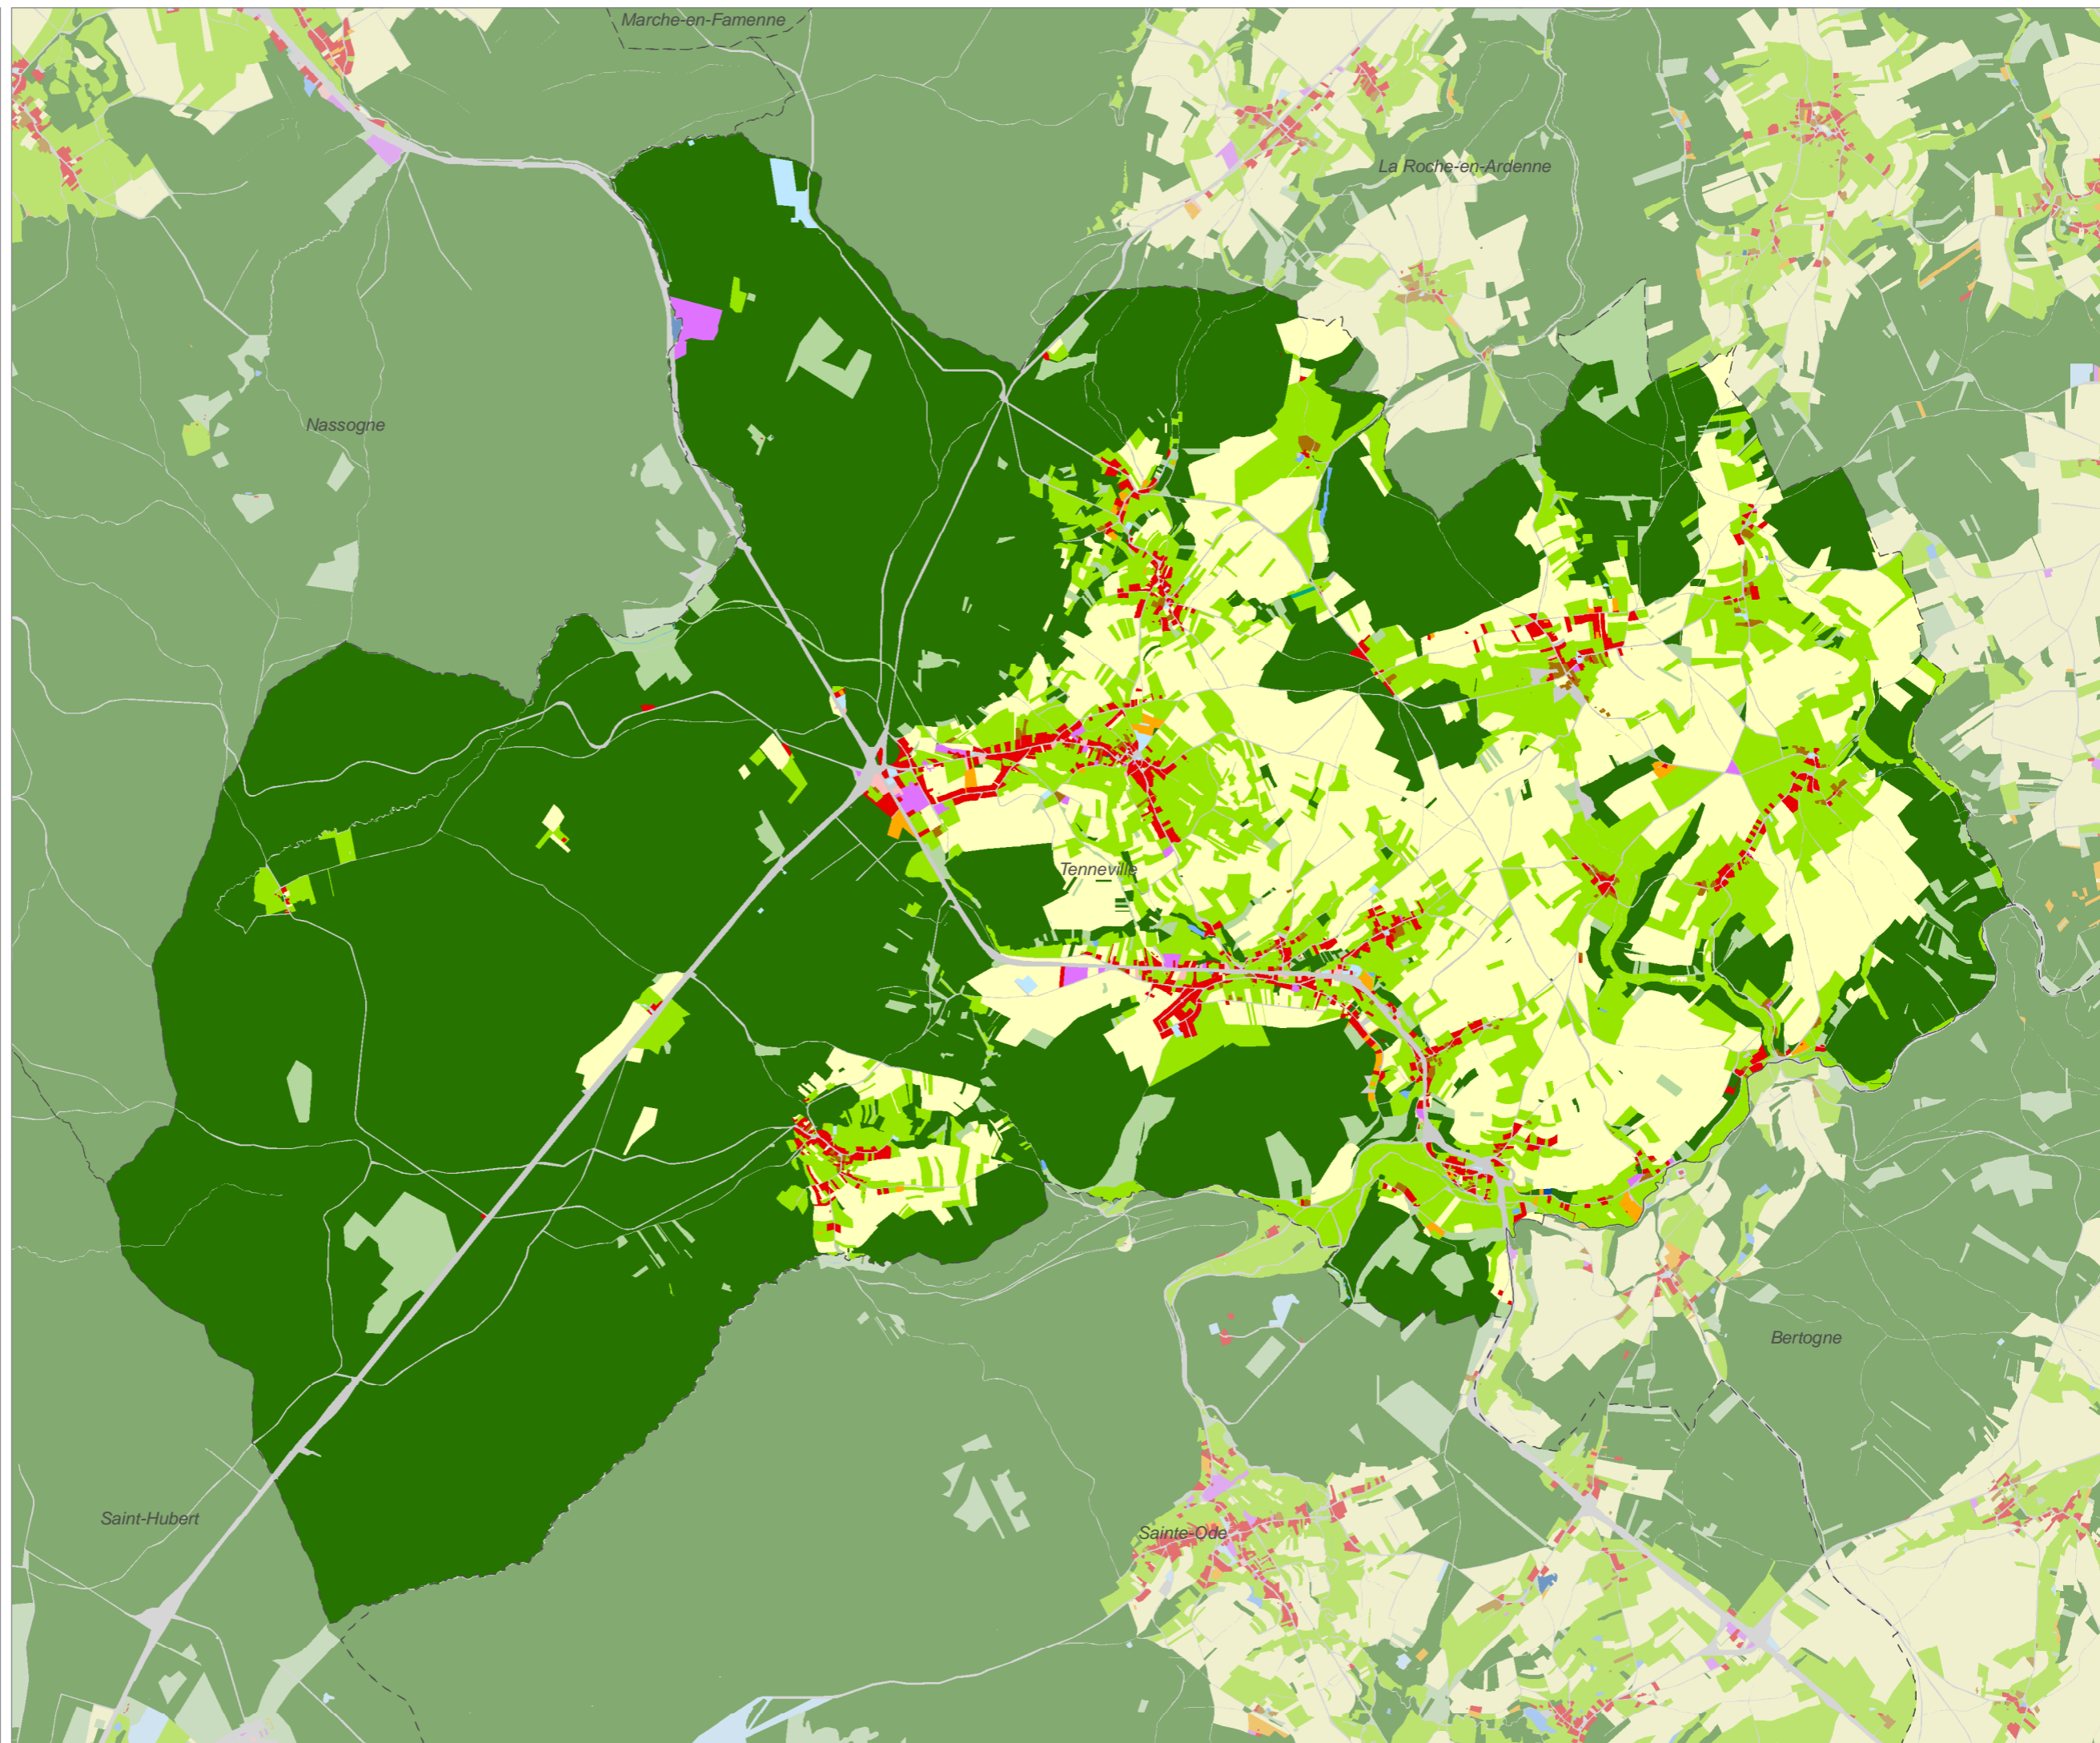 Marche-en-Famenne
La Roche-en-Ardenne
Nassogne
Tenneville
Bertogne
Saint-Hubert
Sainte-Ode